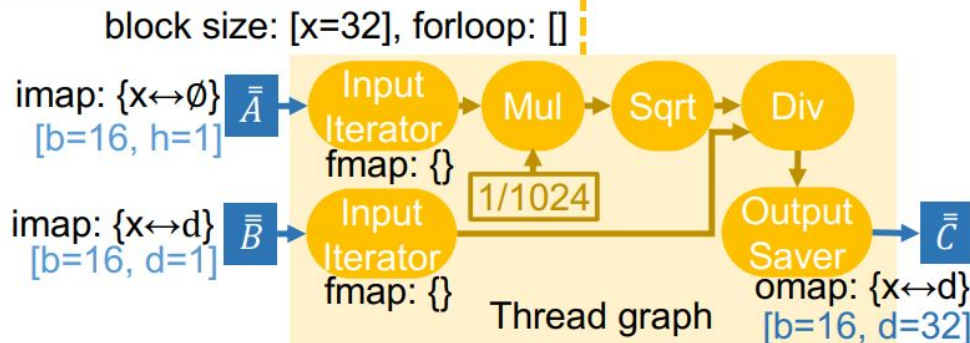 block size: [x=32], forloop: []
imap: {x↔∅}
[b=16, h=1]
A̿
Input
Iterator
fmap: {}
Mul
Sqrt
Div
1/1024
imap: {x↔d}
[b=16, d=1]
B̿
Input
Iterator
fmap: {}
Output
Saver
C̿
omap: {x↔d}
[b=16, d=32]
Thread graph